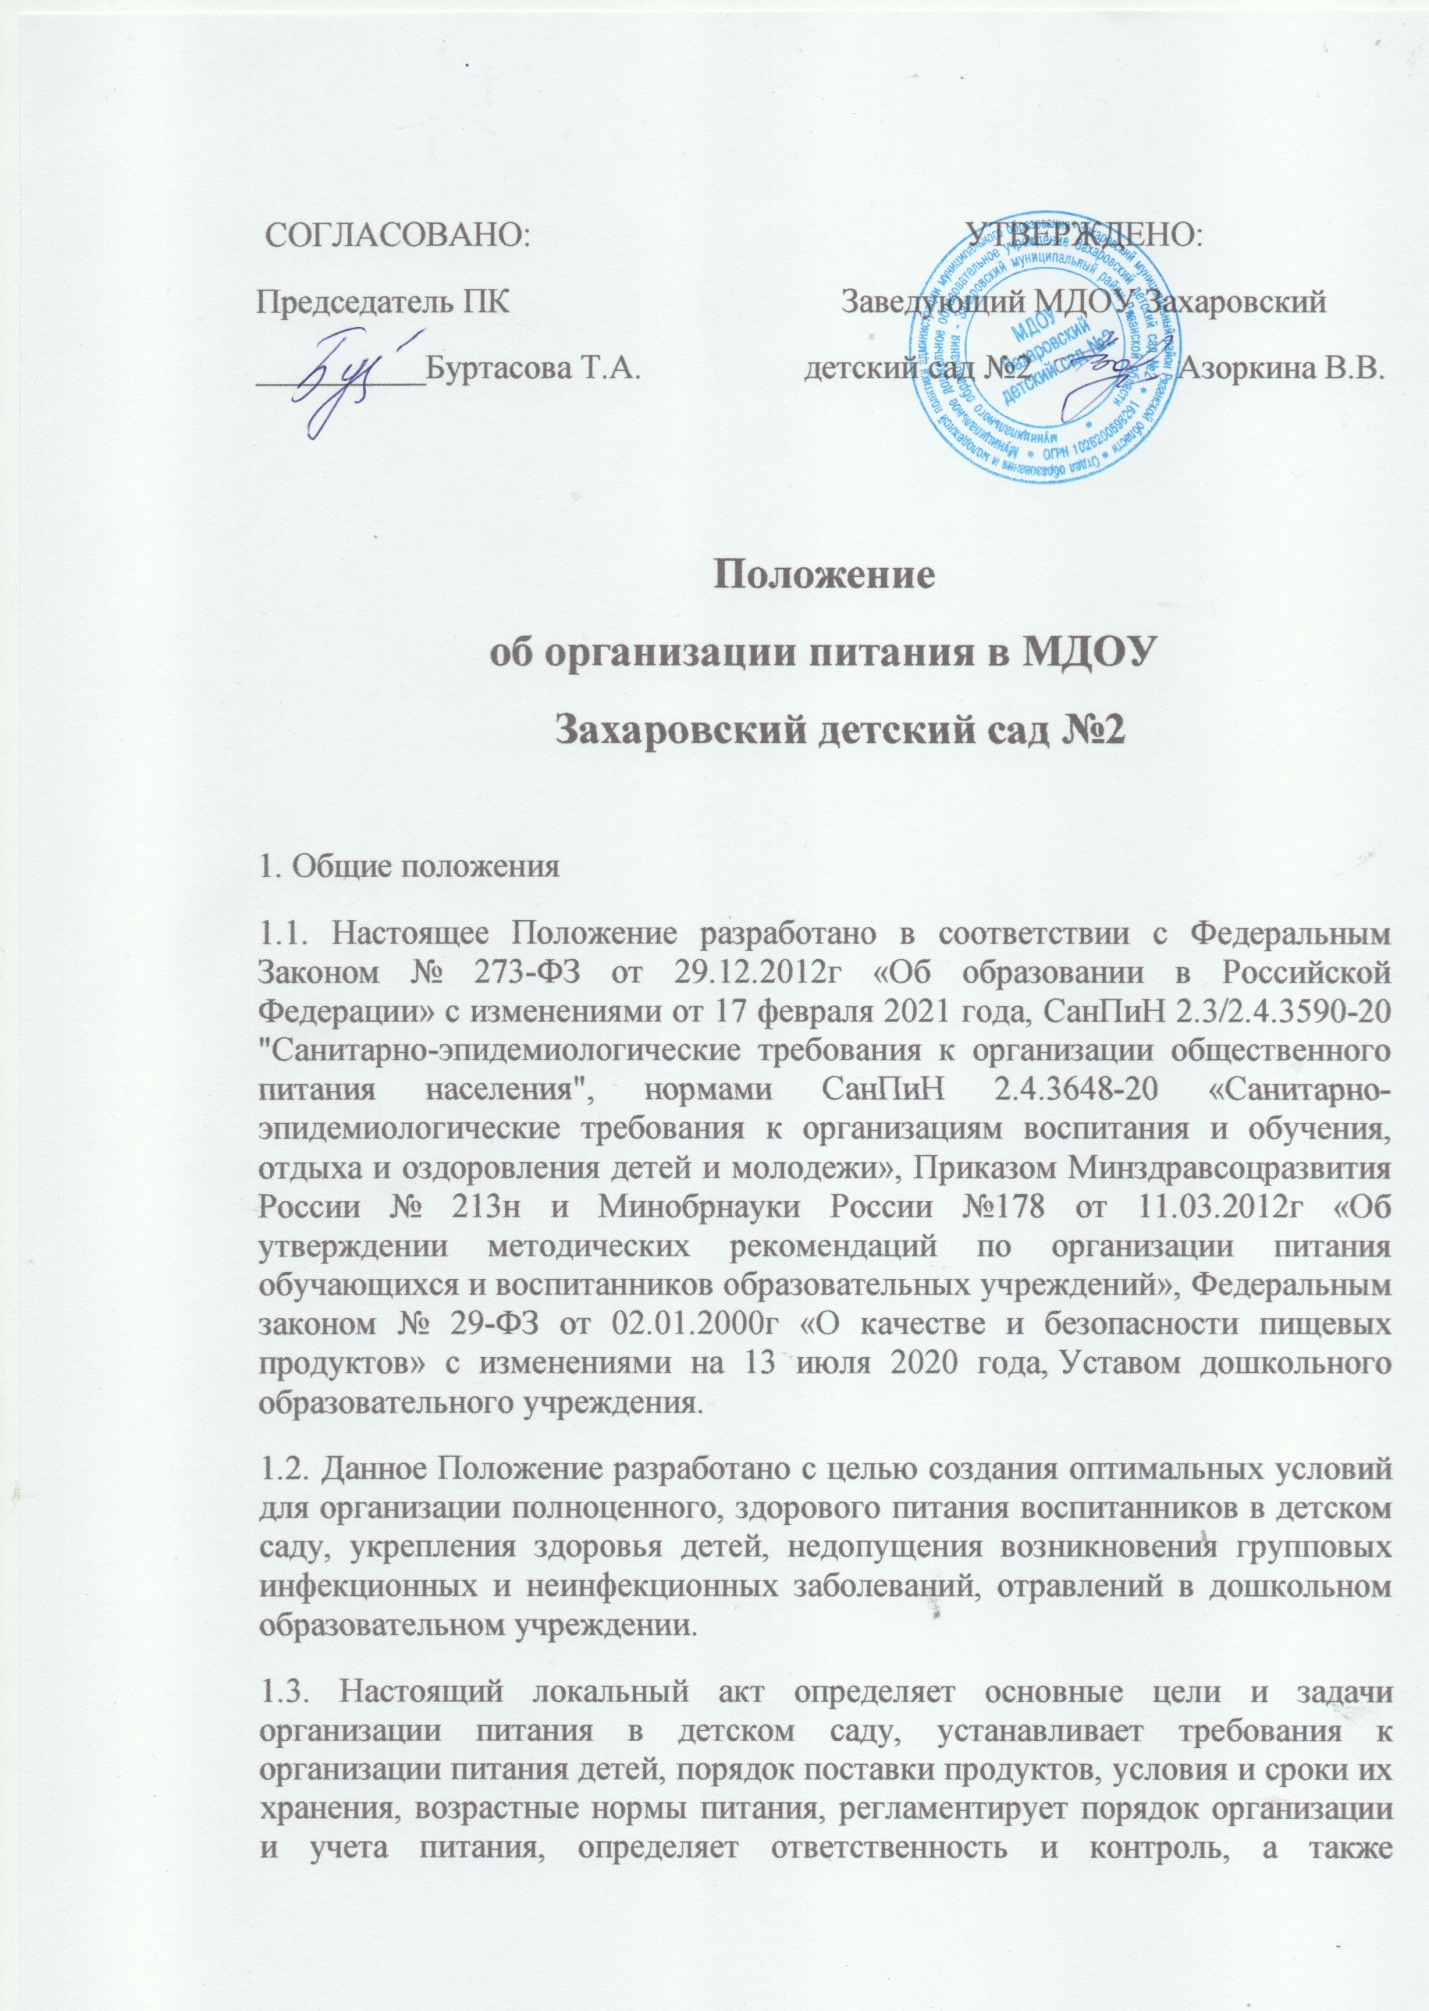 СОГЛАСОВАНО: УТВЕРЖДЕНО:
Председатель ПК Заведующий МДОУ Захаровский
____________Буртасова Т.А. детский сад №2 Азоркина В.В.
МДОУ
Захаровский
детский сад №2
ОГРН 1026200596291
Положение
об организации питания в МДОУ
Захаровский детский сад №2
1. Общие положения
1.1. Настоящее Положение разработано в соответствии с Федеральным
Законом № 273-ФЗ от 29.12.2012г «Об образовании в Российской
Федерации» с изменениями от 17 февраля 2021 года, СанПиН 2.3/2.4.3590-20
"Санитарно-эпидемиологические требования к организации общественного
питания населения", нормами СанПиН 2.4.3648-20 «Санитарно-
эпидемиологические требования к организациям воспитания и обучения,
отдыха и оздоровления детей и молодежи», Приказом Минздравсоцразвития
России № 213н и Минобрнауки России №178 от 11.03.2012г «Об
утверждении методических рекомендаций по организации питания
обучающихся и воспитанников образовательных учреждений», Федеральным
законом № 29-ФЗ от 02.01.2000г «О качестве и безопасности пищевых
продуктов» с изменениями на 13 июля 2020 года, Уставом дошкольного
образовательного учреждения.
1.2. Данное Положение разработано с целью создания оптимальных условий
для организации полноценного, здорового питания воспитанников в детском
саду, укрепления здоровья детей, недопущения возникновения групповых
инфекционных и неинфекционных заболеваний, отравлений в дошкольном
образовательном учреждении.
1.3. Настоящий локальный акт определяет основные цели и задачи
организации питания в детском саду, устанавливает требования к
организации питания детей, порядок поставки продуктов, условия и сроки их
хранения, возрастные нормы питания, регламентирует порядок организации
и учета питания, определяет ответственность и контроль, а также